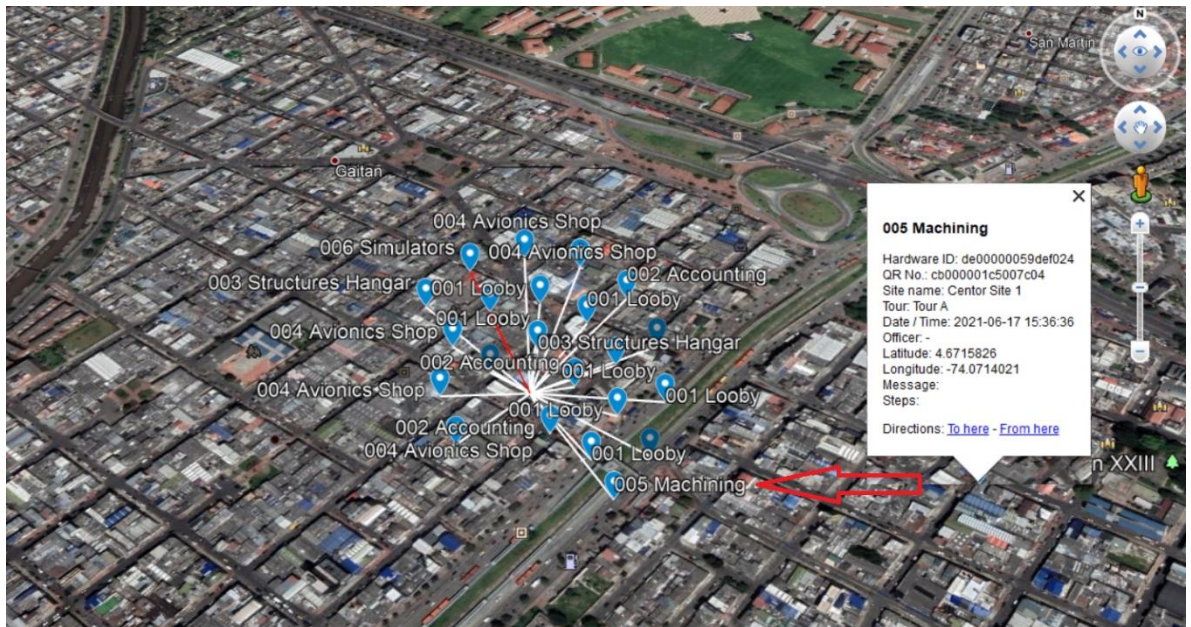 N
San Martin
Gaitan
004 Avionics Shop
006 Simulators
004 Avionics Shop
002 Accounting
003 Structures Hangar
001 Looby
001 Looby
001 Looby
004 Avionics Shop
003 Structures Hangar
002 Accounting
001 Looby
004 Avionics Shop
001 Looby
001 Looby
002 Accounting
004 Avionics Shop
001 Looby
005 Machining
n XXIII
005 Machining
Hardware ID: de00000059def024
QR No.: cb000001c5007c04
Site name: Centor Site 1
Tour: Tour A
Date / Time: 2021-06-17 15:36:36
Officer: -
Latitude: 4.6715826
Longitude: -74.0714021
Message:
Steps:
Directions: To here - From here